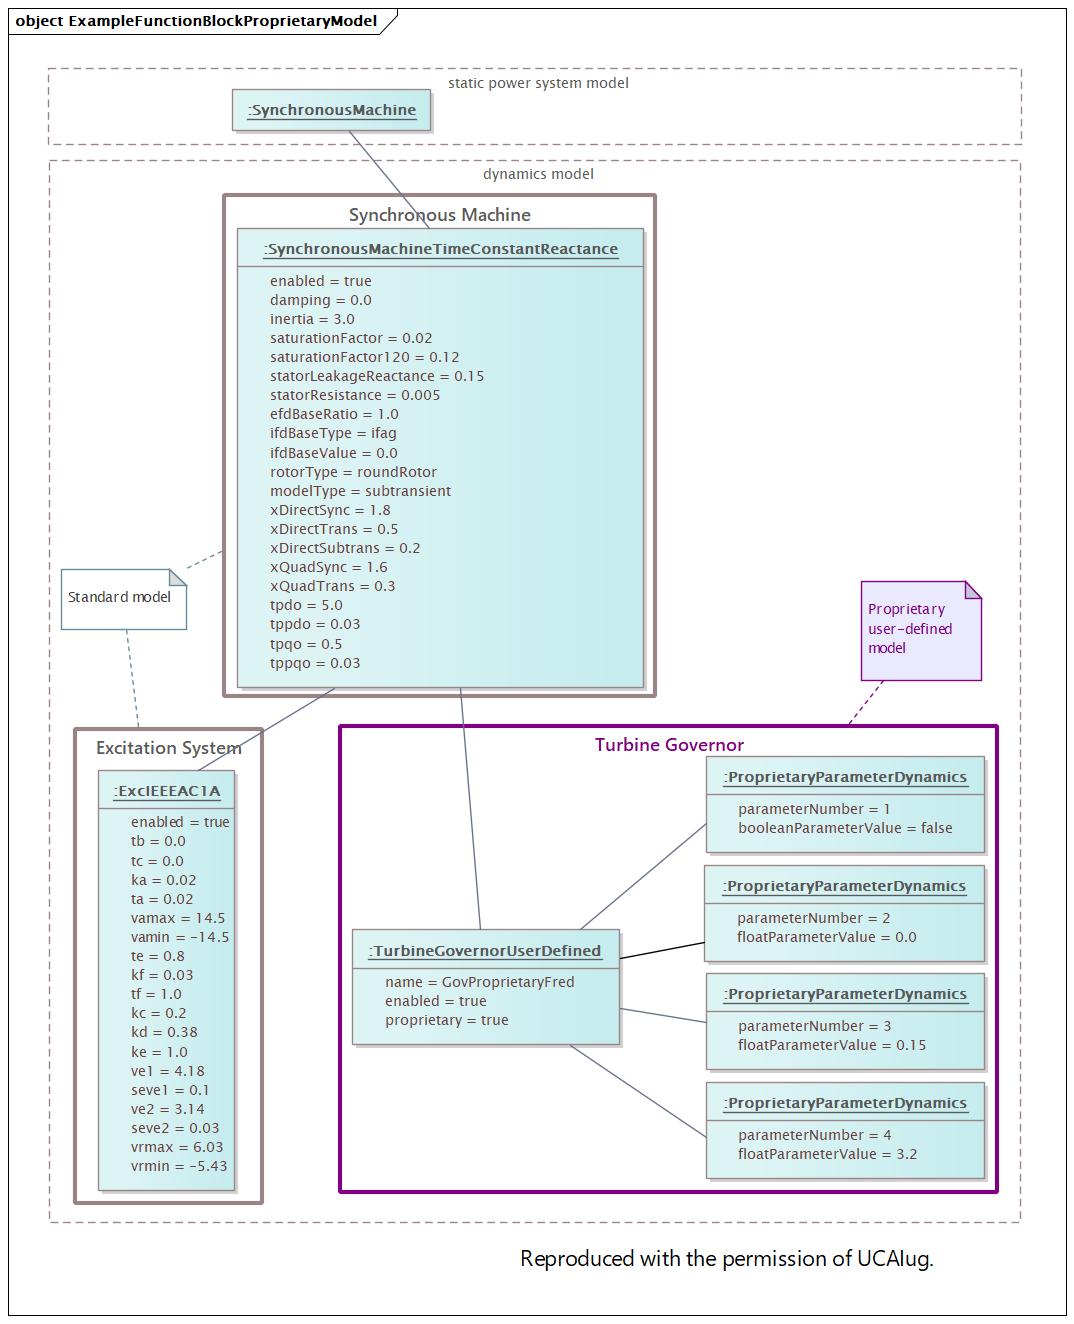 object ExampleFunctionBlockProprietaryModel
static power system model
:SynchronousMachine
dynamics model
Synchronous Machine
:SynchronousMachineTimeConstantReactance
enabled = true
damping = 0.0
inertia = 3.0
saturationFactor = 0.02
saturationFactor120 = 0.12
statorLeakageReactance = 0.15
statorResistance = 0.005
efdBaseRatio = 1.0
ifdBaseType = ifag
ifdBaseValue = 0.0
rotorType = roundRotor
modelType = subtransient
xDirectSync = 1.8
xDirectTrans = 0.5
xDirectSubtrans = 0.2
xQuadSync = 1.6
xQuadTrans = 0.3
tpdo = 5.0
tppdo = 0.03
tpqo = 0.5
tppqo = 0.03
Standard model
Proprietary
user-defined
model
Excitation System
:ExcIEEEAC1A
enabled = true
tb = 0.0
tc = 0.0
ka = 0.02
ta = 0.02
vamax = 14.5
vamin = -14.5
te = 0.8
kf = 0.03
tf = 1.0
kc = 0.2
kd = 0.38
ke = 1.0
ve1 = 4.18
seve1 = 0.1
ve2 = 3.14
seve2 = 0.03
vrmax = 6.03
vrmin = -5.43
Turbine Governor
:TurbineGovernorUserDefined
name = GovProprietaryFred
enabled = true
proprietary = true
:ProprietaryParameterDynamics
parameterNumber = 1
booleanParameterValue = false
:ProprietaryParameterDynamics
parameterNumber = 2
floatParameterValue = 0.0
:ProprietaryParameterDynamics
parameterNumber = 3
floatParameterValue = 0.15
:ProprietaryParameterDynamics
parameterNumber = 4
floatParameterValue = 3.2
Reproduced with the permission of UCAIug.